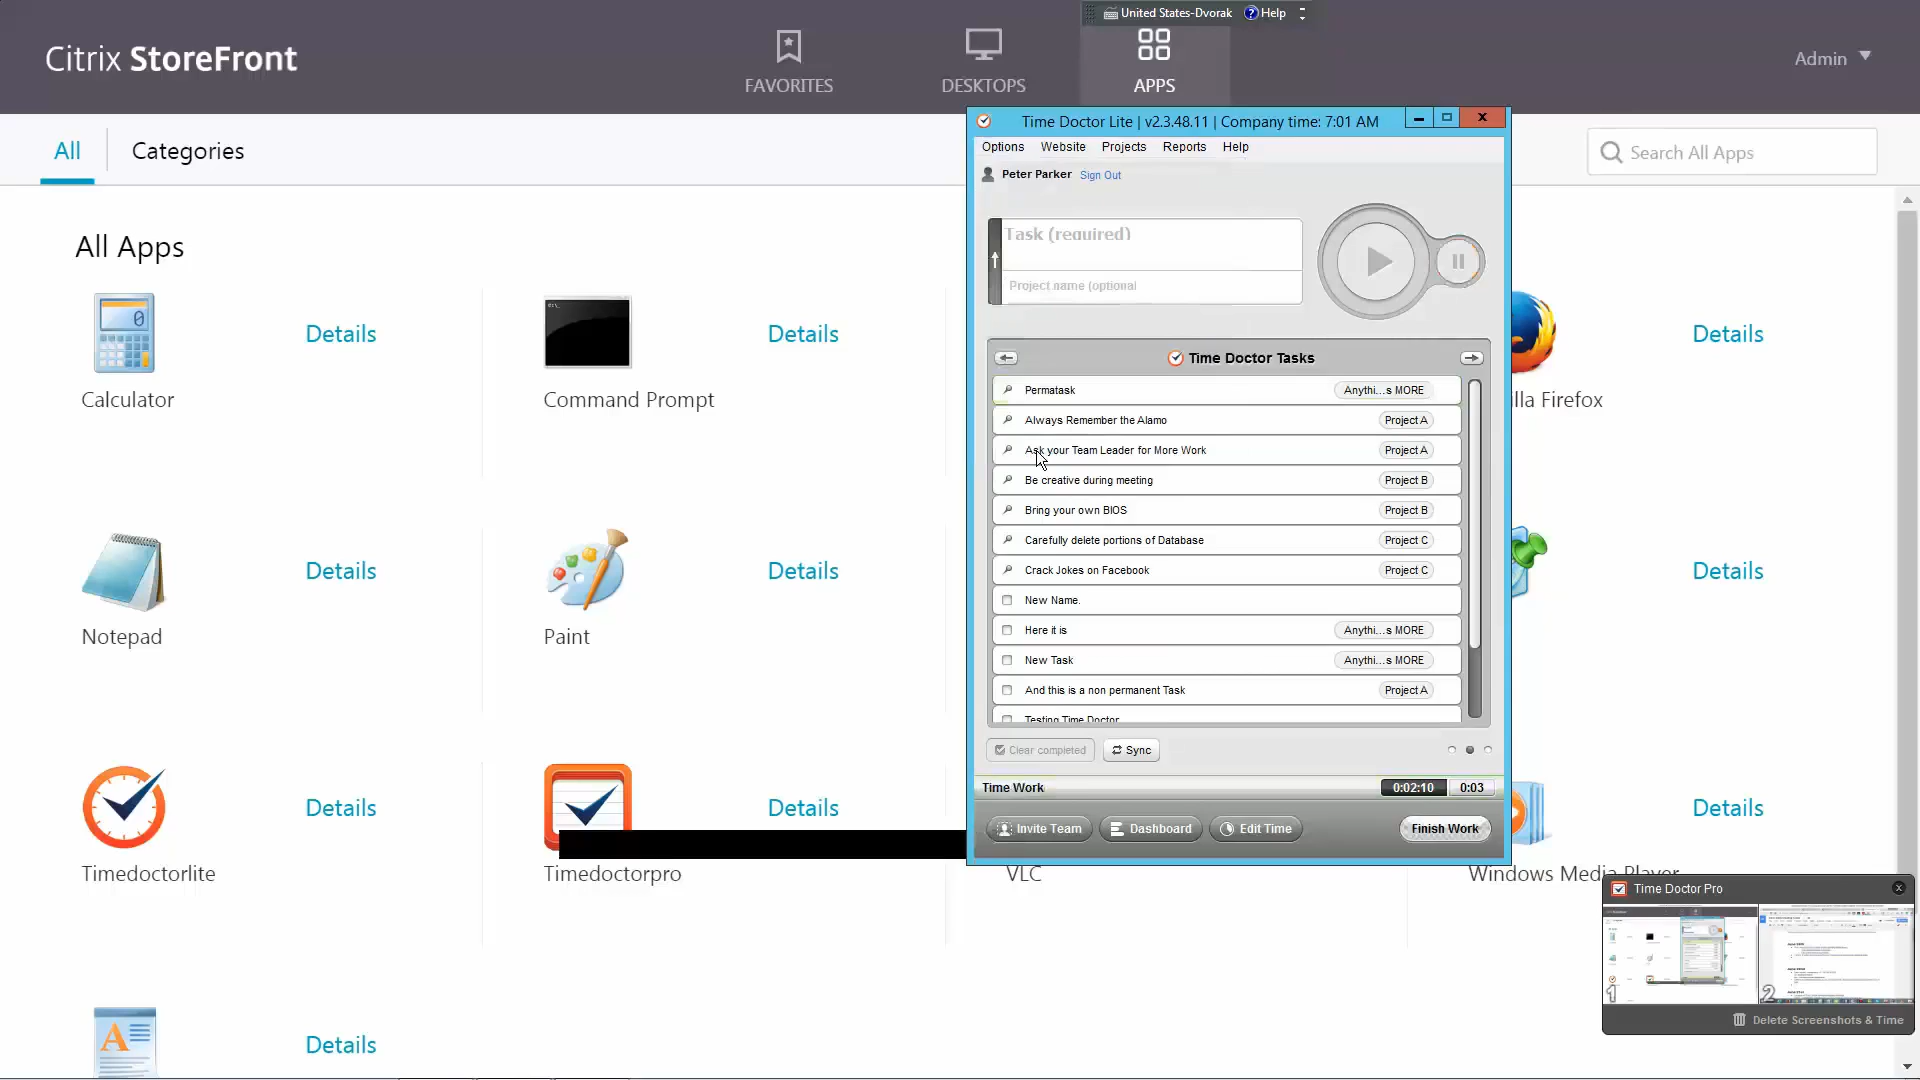 United States-Dvorak Help
Citrix StoreFront
FAVORITES
DESKTOPS
APPS
Admin
All
Categories
Search All Apps
All Apps
Details
Calculator
Details
Command Prompt
Details
lla Firefox
Details
Notepad
Details
Paint
Details
Details
Timedoctorlite
Details
Timedoctorpro
VLC
Details
Windows Media Player
Details
Time Doctor Lite | v2.3.48.11 | Company time: 7:01 AM
Options Website Projects Reports Help
Peter Parker Sign Out
Task (required)
Project name (optional
Time Doctor Tasks
Permatask Anythi...s MORE
Always Remember the Alamo Project A
Ask your Team Leader for More Work Project A
Be creative during meeting Project B
Bring your own BIOS Project B
Carefully delete portions of Database Project C
Crack Jokes on Facebook Project C
New Name.
Here it is Anythi...s MORE
New Task Anythi...s MORE
And this is a non permanent Task Project A
Testing Time Doctor
Clear completed Sync
Time Work 0:02:10 0:03
Invite Team Dashboard Edit Time Finish Work
Time Doctor Pro
1
2
Delete Screenshots & Time